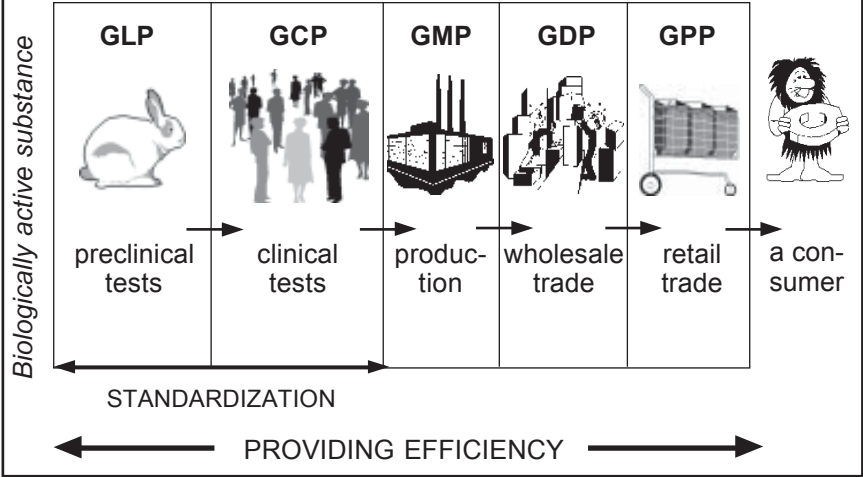 Biologically active substance
GLP
GCP
GMP
GDP
GPP
preclinical
tests
clinical
tests
produc-
tion
wholesale
trade
retail
trade
a con-
sumer
STANDARDIZATION
PROVIDING EFFICIENCY